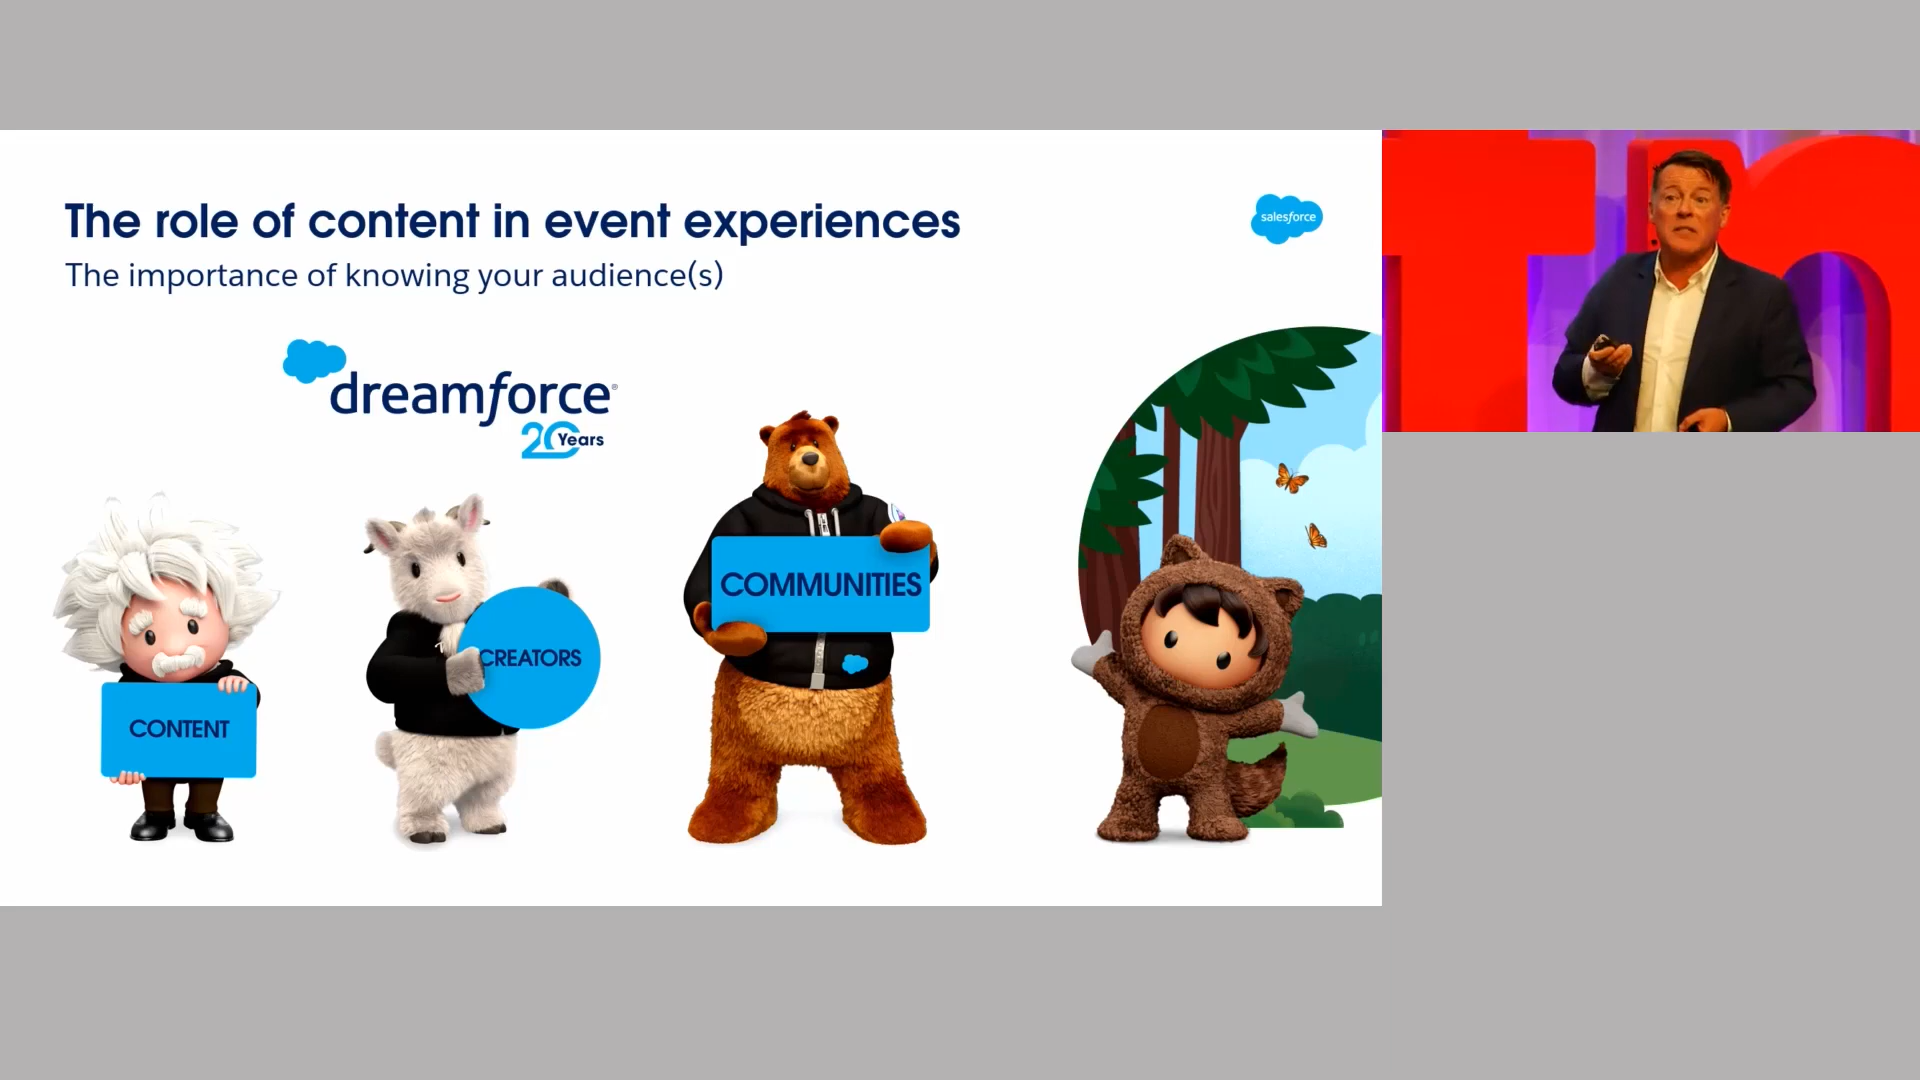 The role of content in event experiences
The importance of knowing your audience(s)
salesforce
dreamforce®
20 Years
CONTENT
CREATORS
COMMUNITIES